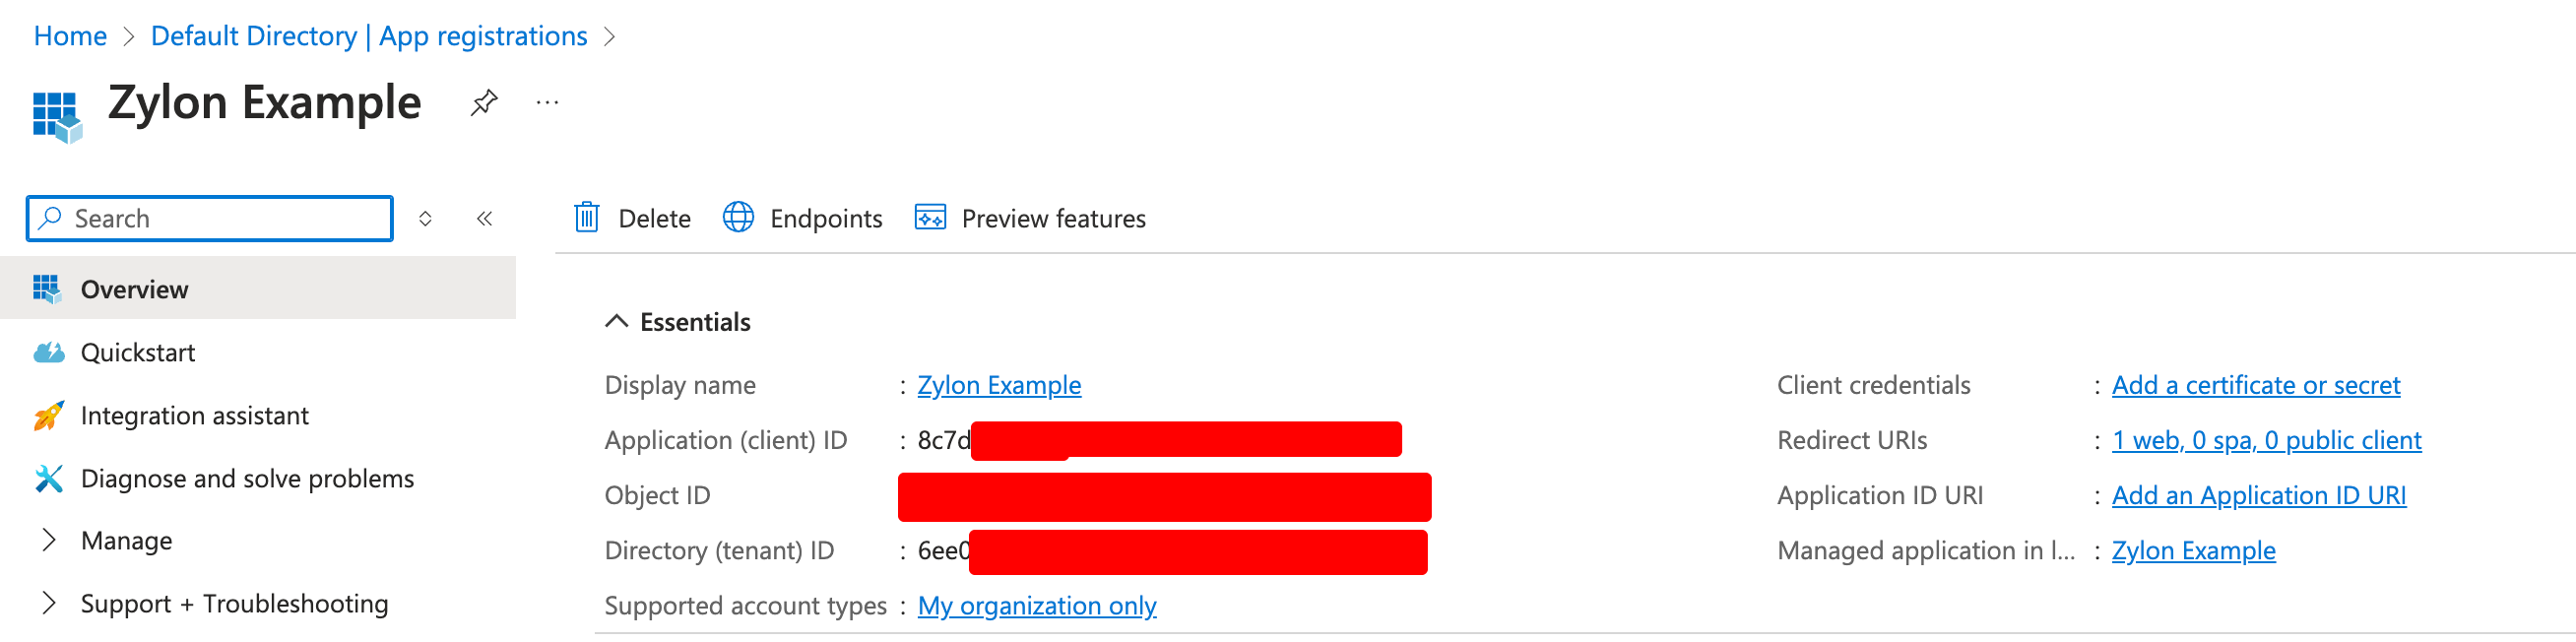 Home > Default Directory | App registrations >
Zylon Example ...
Search
Delete Endpoints Preview features
Overview
Quickstart
Integration assistant
Diagnose and solve problems
Manage
Support + Troubleshooting
Essentials
Display name : Zylon Example
Application (client) ID : 8c7d
Object ID
Directory (tenant) ID : 6ee0
Supported account types : My organization only
Client credentials : Add a certificate or secret
Redirect URIs : 1 web, 0 spa, 0 public client
Application ID URI : Add an Application ID URI
Managed application in l... : Zylon Example